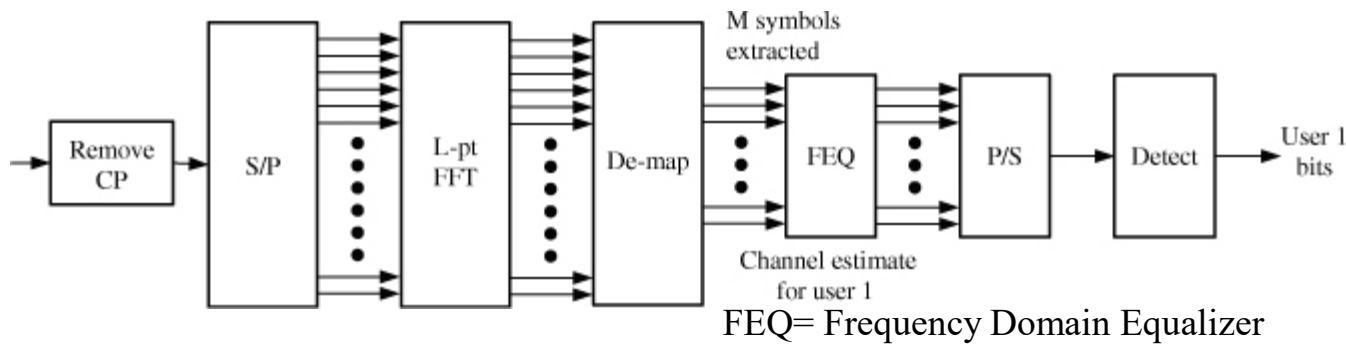 M symbols
extracted
Remove
CP
S/P
L-pt
FFT
De-map
FEQ
P/S
Detect
User 1
bits
Channel estimate
for user 1
FEQ= Frequency Domain Equalizer